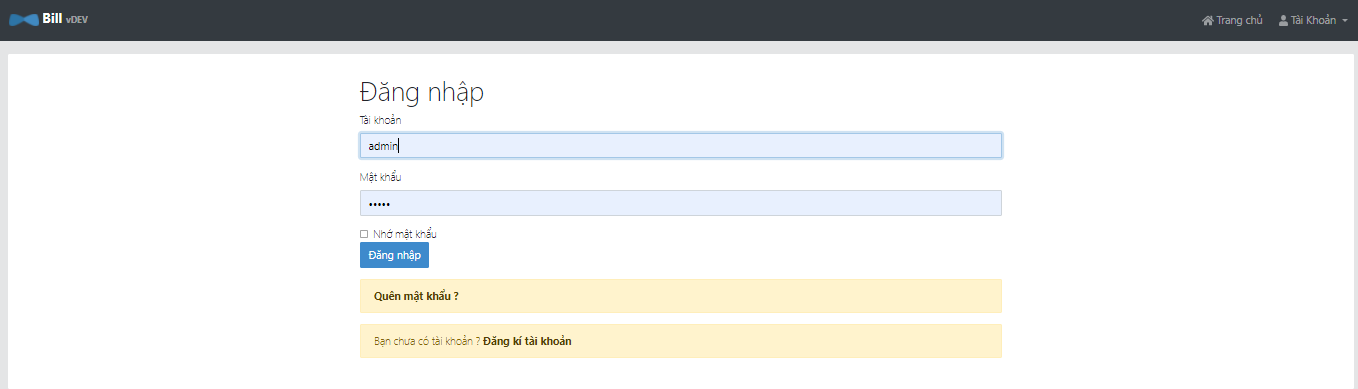 Bill vDEV
Trang chủ
Tài Khoản
Đăng nhập
Tài khoản
admin
Mật khẩu
•••••
Nhớ mật khẩu
Đăng nhập
Quên mật khẩu ?
Bạn chưa có tài khoản ? Đăng kí tài khoản